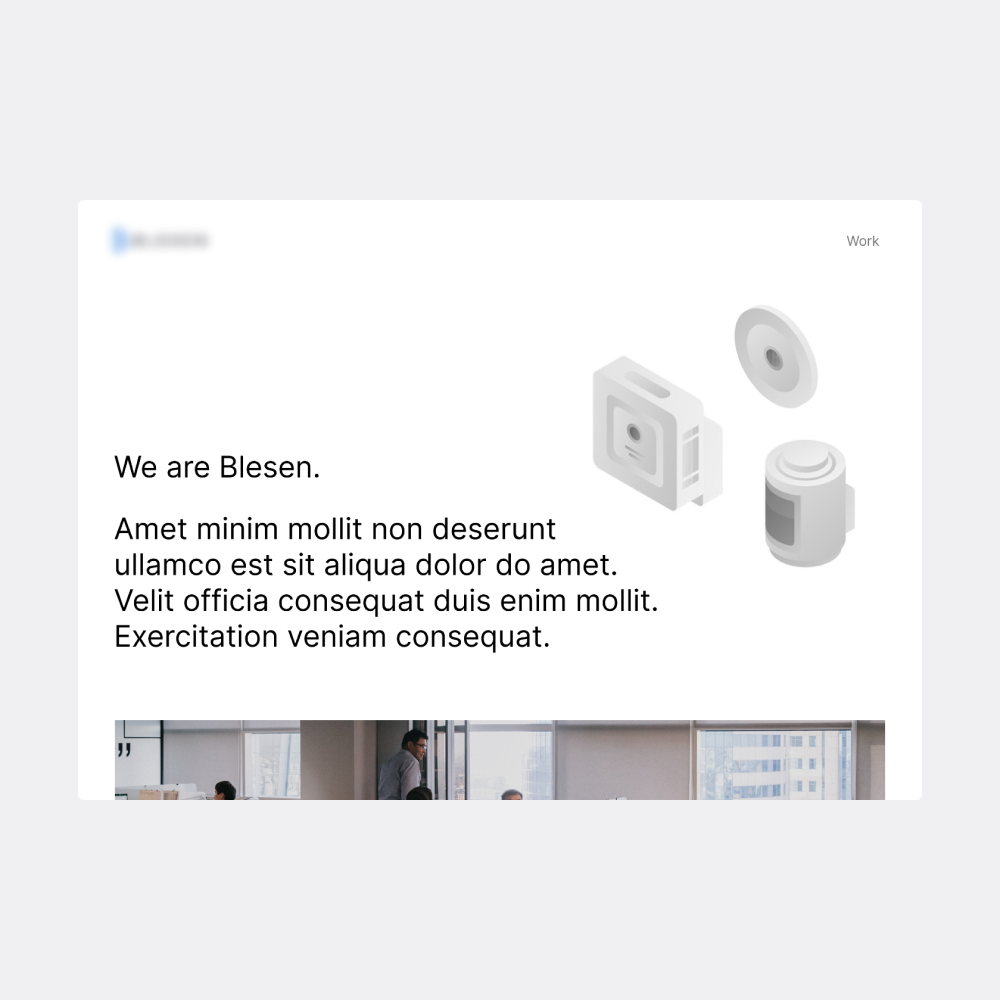 Work
We are Blesen.
Amet minim mollit non deserunt
ullamco est sit aliqua dolor do amet.
Velit officia consequat duis enim mollit.
Exercitation veniam consequat.